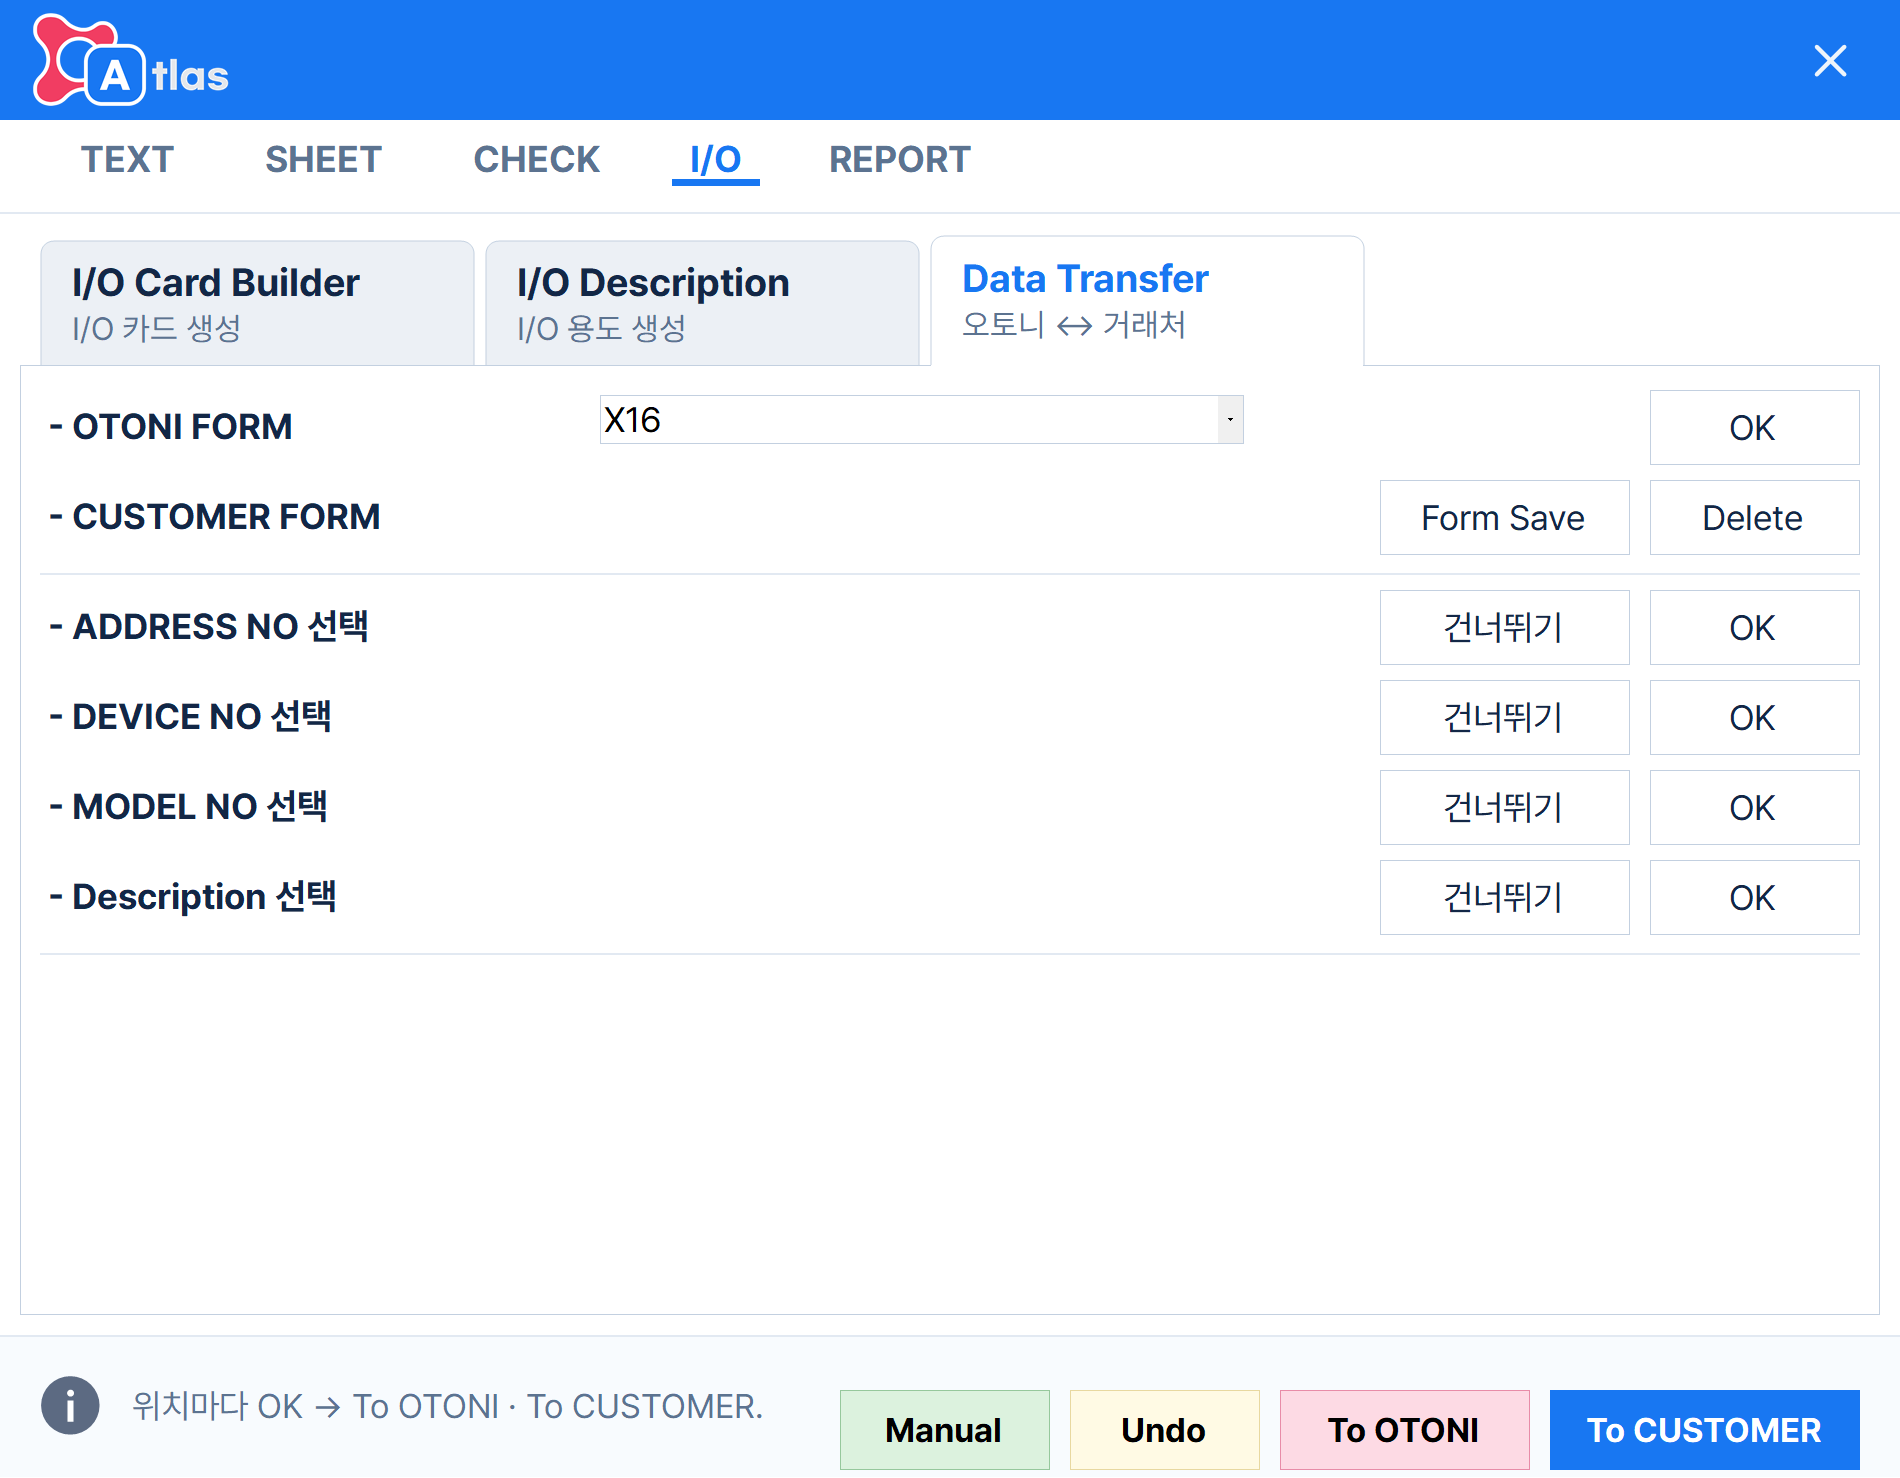 Atlas
TEXT SHEET CHECK I/O REPORT
I/O Card Builder
I/O 카드 생성
I/O Description
I/O 용도 생성
Data Transfer
오토니 ↔ 거래처
- OTONI FORM X16 OK
- CUSTOMER FORM Form Save Delete
- ADDRESS NO 선택 건너뛰기 OK
- DEVICE NO 선택 건너뛰기 OK
- MODEL NO 선택 건너뛰기 OK
- Description 선택 건너뛰기 OK
위치마다 OK → To OTONI · To CUSTOMER.
Manual Undo To OTONI To CUSTOMER